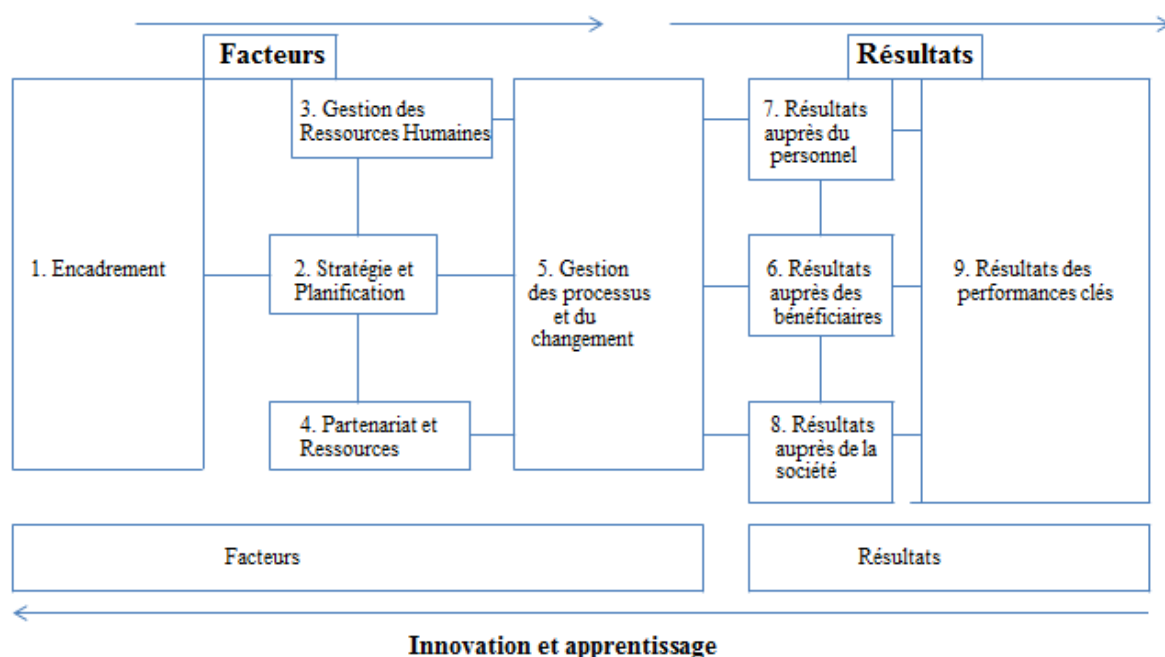 Facteurs
Résultats
3. Gestion des
Ressources Humaines
7. Résultats
auprès du
personnel
1. Encadrement
2. Stratégie et
Planification
5. Gestion
des processus
et du
changement
6. Résultats
auprès des
bénéficiaires
9. Résultats des
performances clés
4. Partenariat et
Ressources
8. Résultats
auprès de la
société
Facteurs
Résultats
Innovation et apprentissage